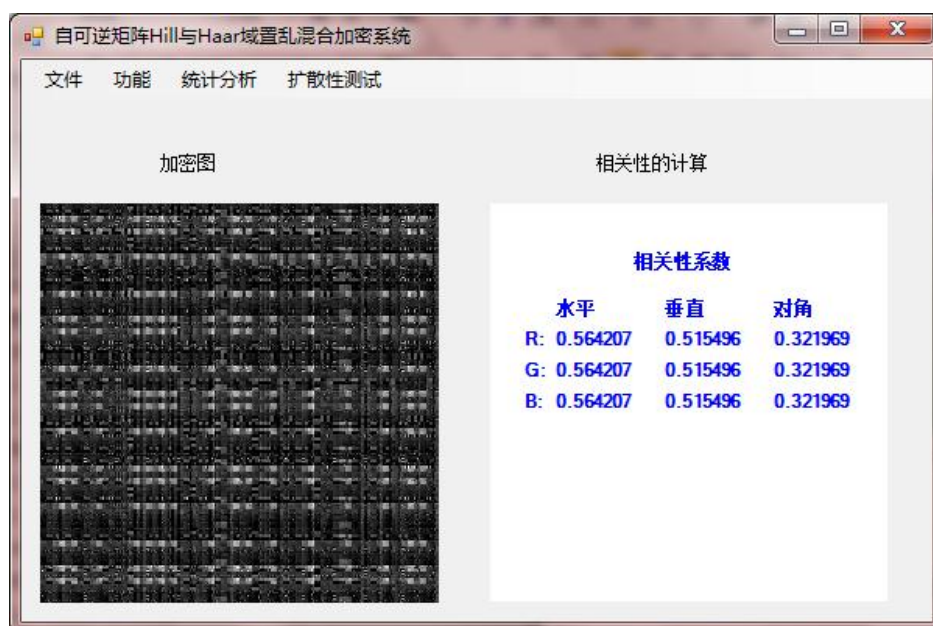 自可逆矩阵Hill与Haar域置乱混合加密系统
文件 功能 统计分析 扩散性测试
加密图 相关性的计算
相关性系数
水平 垂直 对角
R: 0.564207 0.515496 0.321969
G: 0.564207 0.515496 0.321969
B: 0.564207 0.515496 0.321969